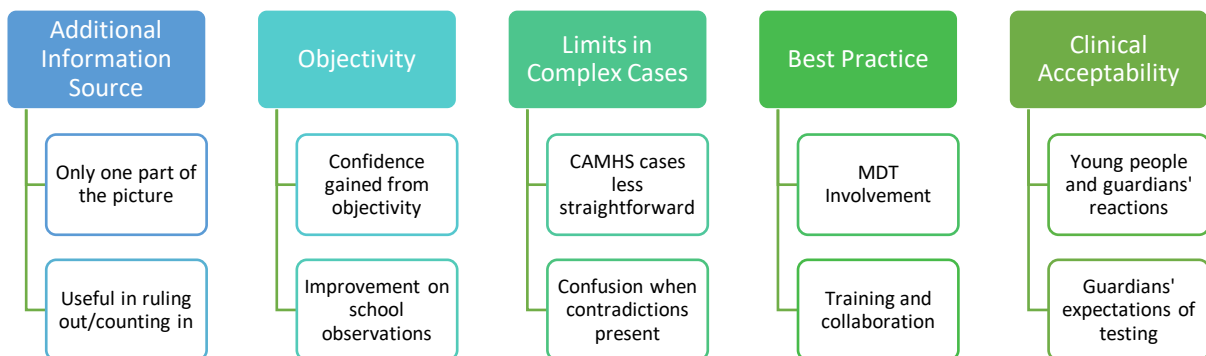 Additional
Information
Source
Only one part of
the picture
Useful in ruling
out/counting in
Objectivity
Confidence
gained from
objectivity
Improvement on
school
observations
Limits in
Complex Cases
CAMHS cases
less
straightforward
Confusion when
contradictions
present
Best Practice
MDT
Involvement
Training and
collaboration
Clinical
Acceptability
Young people
and guardians'
reactions
Guardians'
expectations of
testing